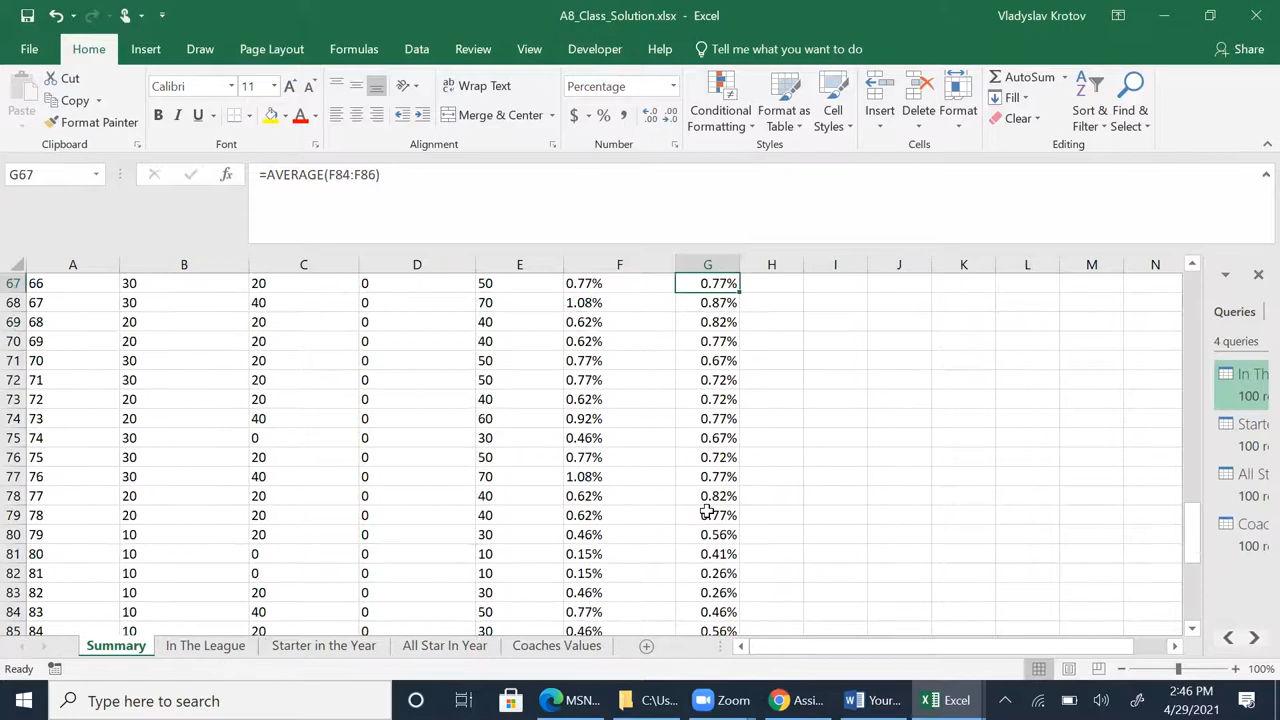 A8_Class_Solution.xlsx - Excel
Vladyslav Krotov
File Home Insert Draw Page Layout Formulas Data Review View Developer Help Tell me what you want to do Share
Paste Cut Copy Format Painter
Calibri 11
B I U A
Wrap Text
Merge & Center
Percentage
$ % ,
Conditional Formatting
Format as Table
Cell Styles
Insert Delete Format
AutoSum
Fill
Clear
Sort & Filter
Find & Select
Clipboard Font Alignment Number Styles Cells Editing
G67 fx =AVERAGE(F84:F86)
A B C D E F G H I J K L M N
67 66 30 20 0 50 0.77% 0.77%
68 67 30 40 0 70 1.08% 0.87%
69 68 20 20 0 40 0.62% 0.82%
70 69 20 20 0 40 0.62% 0.77%
71 70 30 20 0 50 0.77% 0.67%
72 71 30 20 0 50 0.77% 0.72%
73 72 20 20 0 40 0.62% 0.72%
74 73 20 40 0 60 0.92% 0.77%
75 74 30 0 0 30 0.46% 0.67%
76 75 30 20 0 50 0.77% 0.72%
77 76 30 40 0 70 1.08% 0.77%
78 77 20 20 0 40 0.62% 0.82%
79 78 20 20 0 40 0.62% 0.77%
80 79 10 20 0 30 0.46% 0.56%
81 80 10 0 0 10 0.15% 0.41%
82 81 10 0 0 10 0.15% 0.26%
83 82 10 20 0 30 0.46% 0.26%
84 83 10 40 0 50 0.77% 0.46%
85 84 10 20 0 30 0.46% 0.56%
Queries
4 queries
In Th
100 r
Starte
100 r
All St
100 r
Coac
100 r
Summary In The League Starter in the Year All Star In Year Coaches Values
Ready 100%
Type here to search
MSN... C:\Us... Zoom Assi... Your... Excel
2:46 PM
4/29/2021